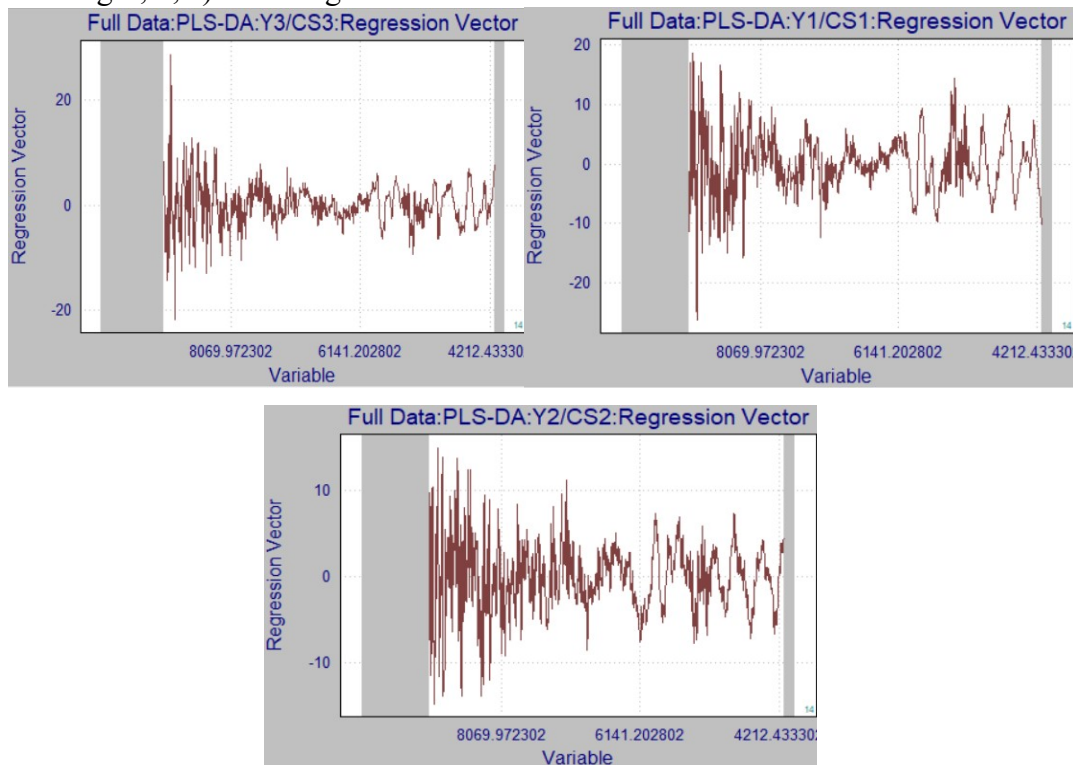 Full Data:PLS-DA:Y3/CS3:Regression Vector
Regression Vector
20
0
-20
8069.972302 6141.202802 4212.43330
14
Variable
Full Data:PLS-DA:Y1/CS1:Regression Vector
Regression Vector
20
10
0
-10
-20
8069.972302 6141.202802 4212.43330
14
Variable
Full Data:PLS-DA:Y2/CS2:Regression Vector
Regression Vector
10
0
-10
8069.972302 6141.202802 4212.43330
14
Variable